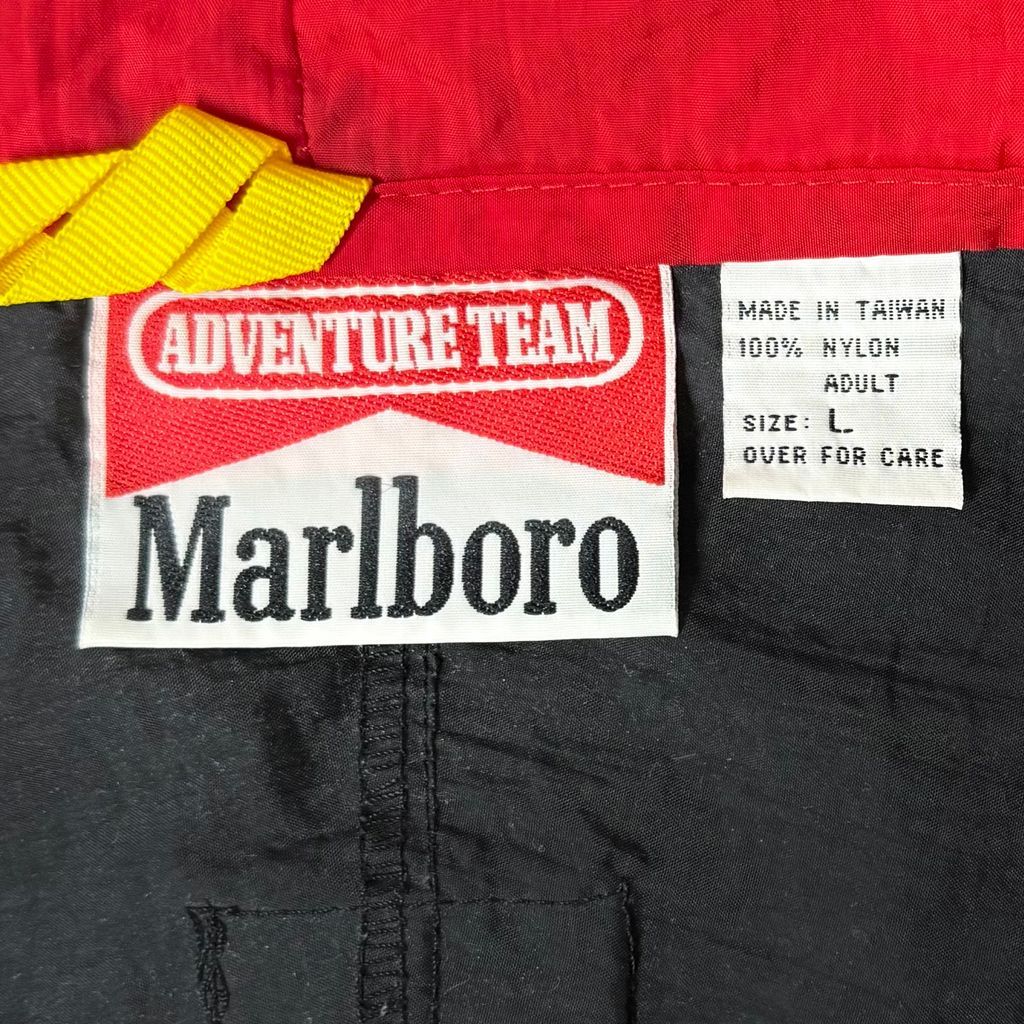 ADVENTURE TEAM
Marlboro
MADE IN TAIWAN
100% NYLON
ADULT
SIZE: L
OVER FOR CARE